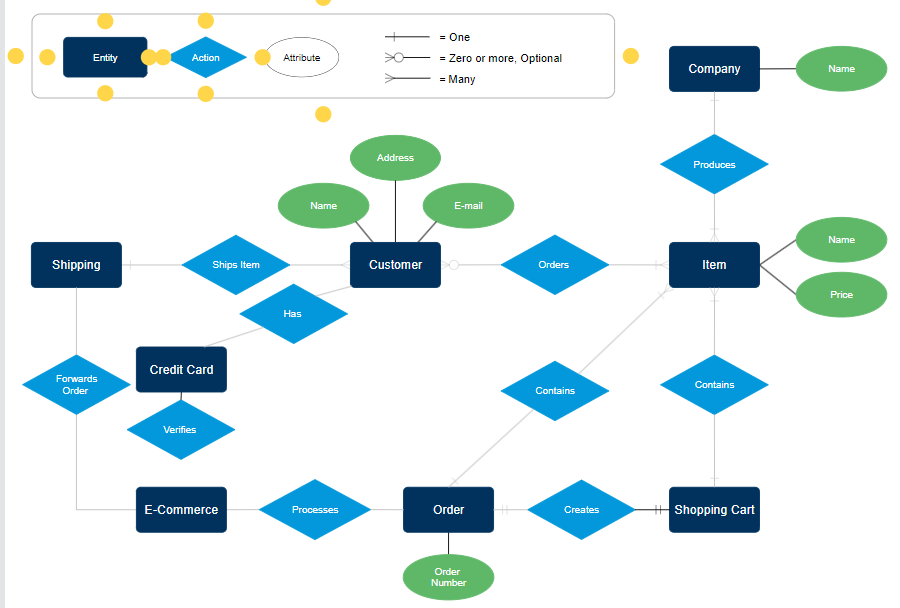 Entity
Action
Attribute
= One
= Zero or more, Optional
= Many
Company
Name
Produces
Address
Name
E-mail
Shipping
Ships Item
Customer
Orders
Item
Name
Price
Has
Credit Card
Forwards
Order
Verifies
Contains
Contains
E-Commerce
Processes
Order
Creates
Shopping Cart
Order
Number